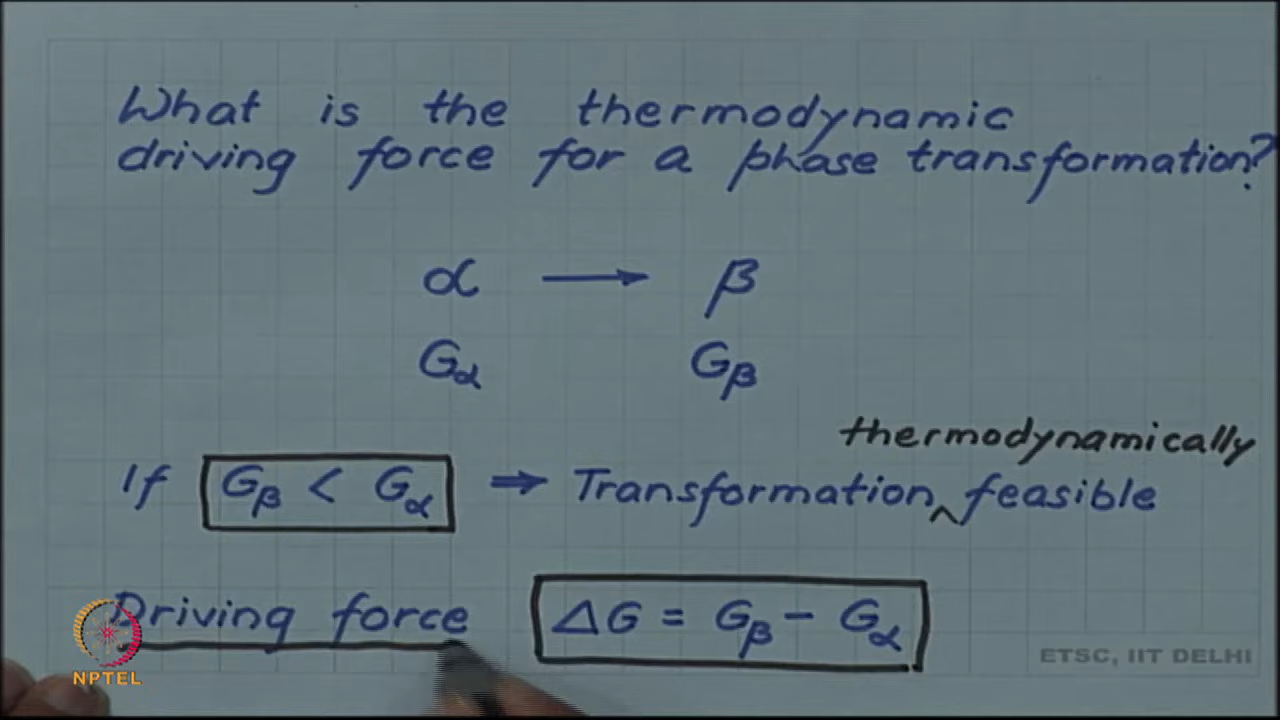 What is the thermodynamic
driving force for a phase transformation?
α → β
Gα Gβ
thermodynamically
If Gβ < Gα ⇒ Transformation ^ feasible
Driving force ΔG = Gβ - Gα
NPTEL
ETSC, IIT DELHI